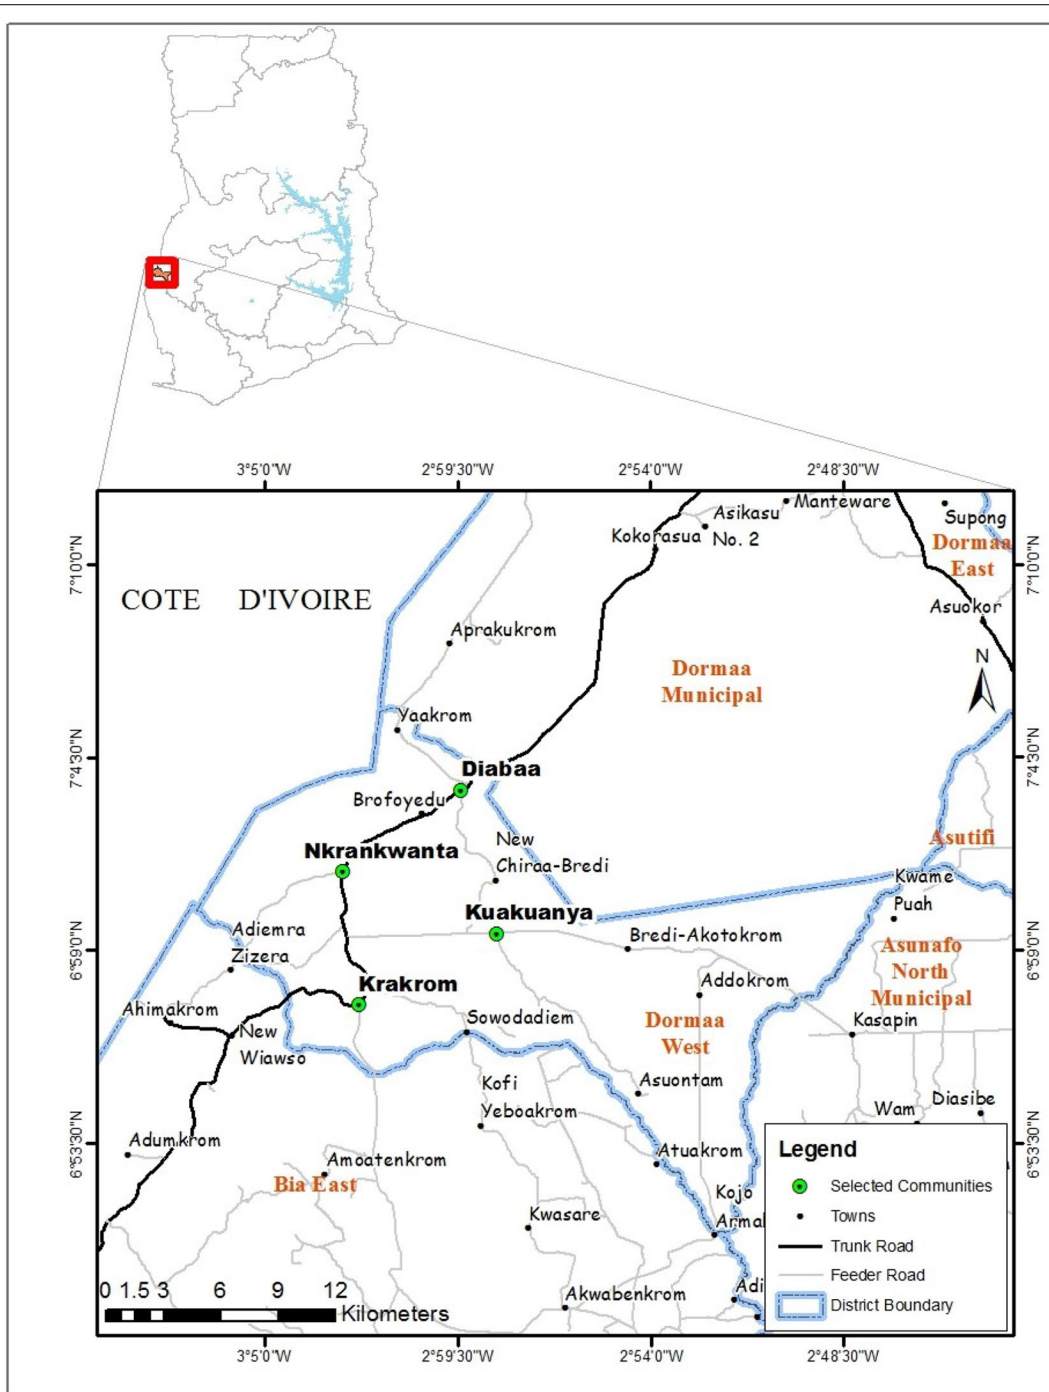 3°5'0"W
2°59'30"W
2°54'0"W
2°48'30"W
Manteware
Asikasu
No. 2
Kokorasua
Supong
Dormaa
East
7°10'0"N
7°10'0"N
COTE D'IVOIRE
Asuokor
Aprakukrom
N
Dormaa
Municipal
Yaakrom
7°4'30"N
7°4'30"N
Diabaa
Brofoyedu
New
Chiraa-Bredi
Asutifi
Nkrankwanta
Kwame
Puah
Kuakuanya
Adiemra
Zizera
Bredi-Akotokrom
6°59'0"N
6°59'0"N
Asunafo
North
Municipal
Krakrom
Addokrom
Ahimakrom
New
Wiawso
Sowodadiem
Dormaa
West
Kasapin
Kofi
Yeboakrom
Asuontam
Wam
Diasibe
Adumkrom
6°53'30"N
6°53'30"N
Amoatenkrom
Bia East
Atuakrom
Kojo
Armah
Kwasare
Akwabenkrom
Adi
Legend
Selected Communities
Towns
Trunk Road
Feeder Road
District Boundary
0 1.5 3 6 9 12
Kilometers
3°5'0"W
2°59'30"W
2°54'0"W
2°48'30"W